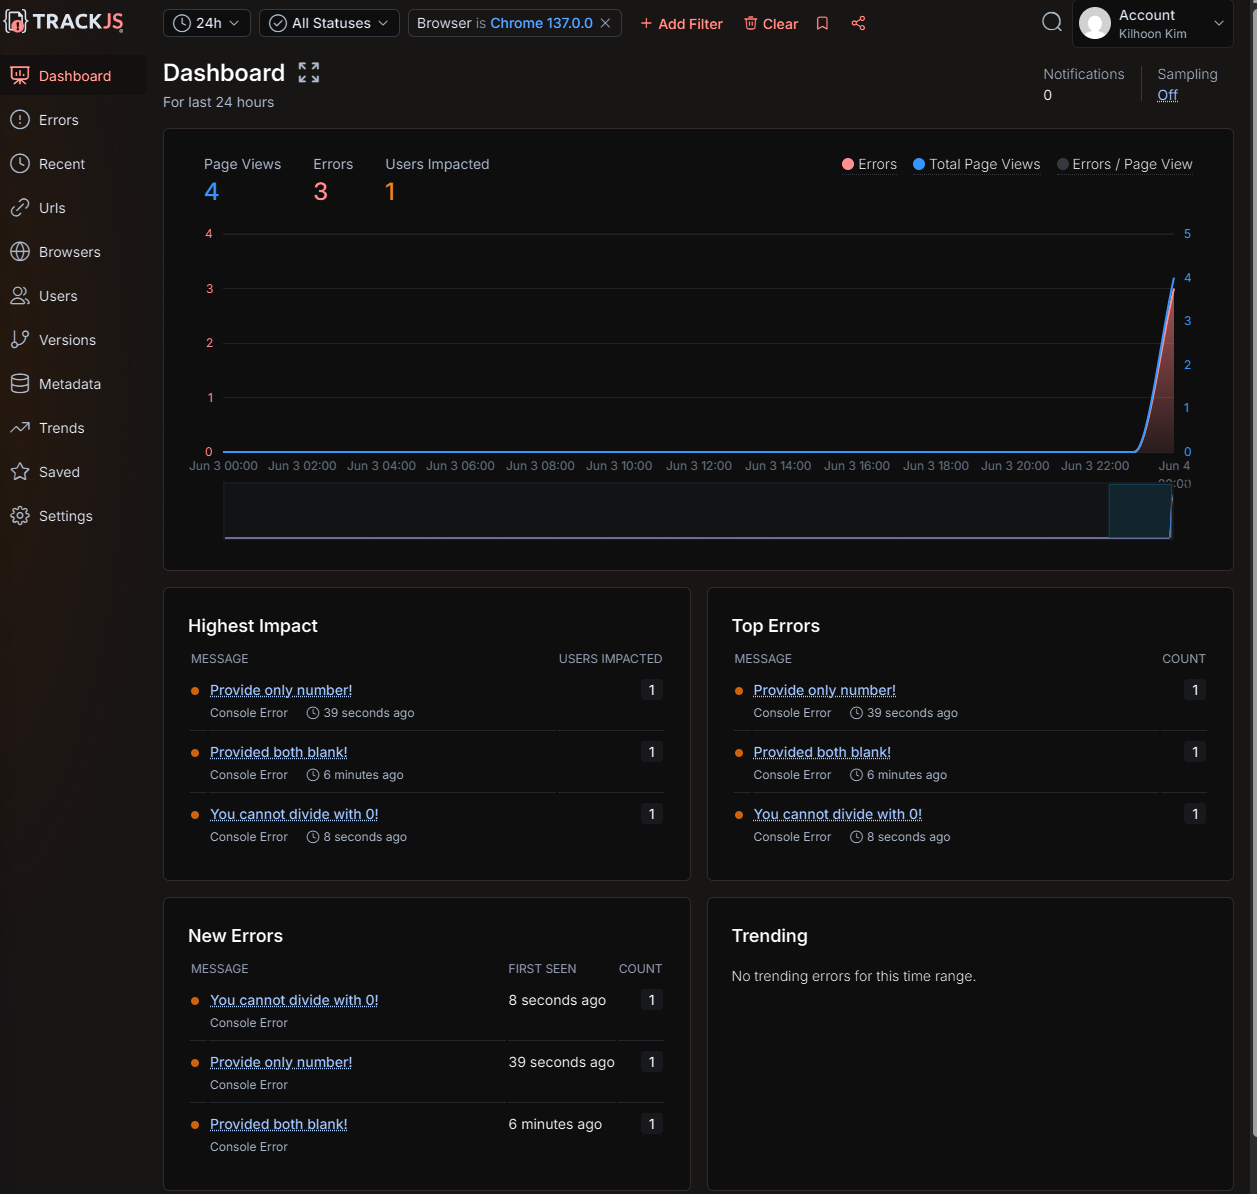 TRACKJS
24h
All Statuses
Browser is Chrome 137.0.0
+ Add Filter
Clear
Account
Kilhoon Kim
Dashboard
Errors
Recent
Urls
Browsers
Users
Versions
Metadata
Trends
Saved
Settings
Dashboard
For last 24 hours
Notifications
0
Sampling
Off
Page Views
4
Errors
3
Users Impacted
1
Errors
Total Page Views
Errors / Page View
4
3
2
1
0
5
4
3
2
1
0
Jun 3 00:00 Jun 3 02:00 Jun 3 04:00 Jun 3 06:00 Jun 3 08:00 Jun 3 10:00 Jun 3 12:00 Jun 3 14:00 Jun 3 16:00 Jun 3 18:00 Jun 3 20:00 Jun 3 22:00 Jun 4
00:00
Highest Impact
MESSAGE USERS IMPACTED
Provide only number! 1
Console Error 39 seconds ago
Provided both blank! 1
Console Error 6 minutes ago
You cannot divide with 0! 1
Console Error 8 seconds ago
Top Errors
MESSAGE COUNT
Provide only number! 1
Console Error 39 seconds ago
Provided both blank! 1
Console Error 6 minutes ago
You cannot divide with 0! 1
Console Error 8 seconds ago
New Errors
MESSAGE FIRST SEEN COUNT
You cannot divide with 0! 8 seconds ago 1
Console Error
Provide only number! 39 seconds ago 1
Console Error
Provided both blank! 6 minutes ago 1
Console Error
Trending
No trending errors for this time range.